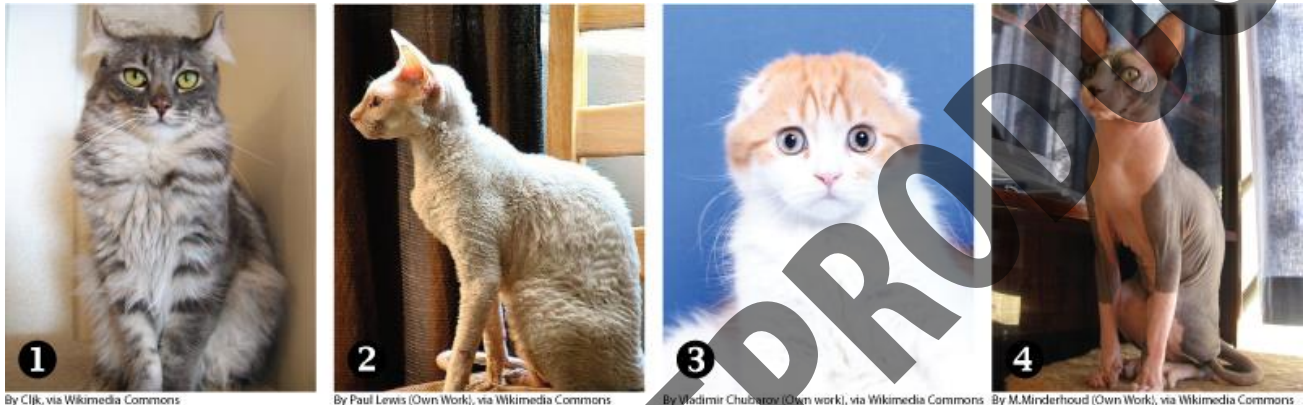 1
2
3
4
By Cljk, via Wikimedia Commons
By Paul Lewis (Own Work), via Wikimedia Commons
By Vladimir Chubarov (Own work), via Wikimedia Commons
By M.Minderhoud (Own Work), via Wikimedia Commons